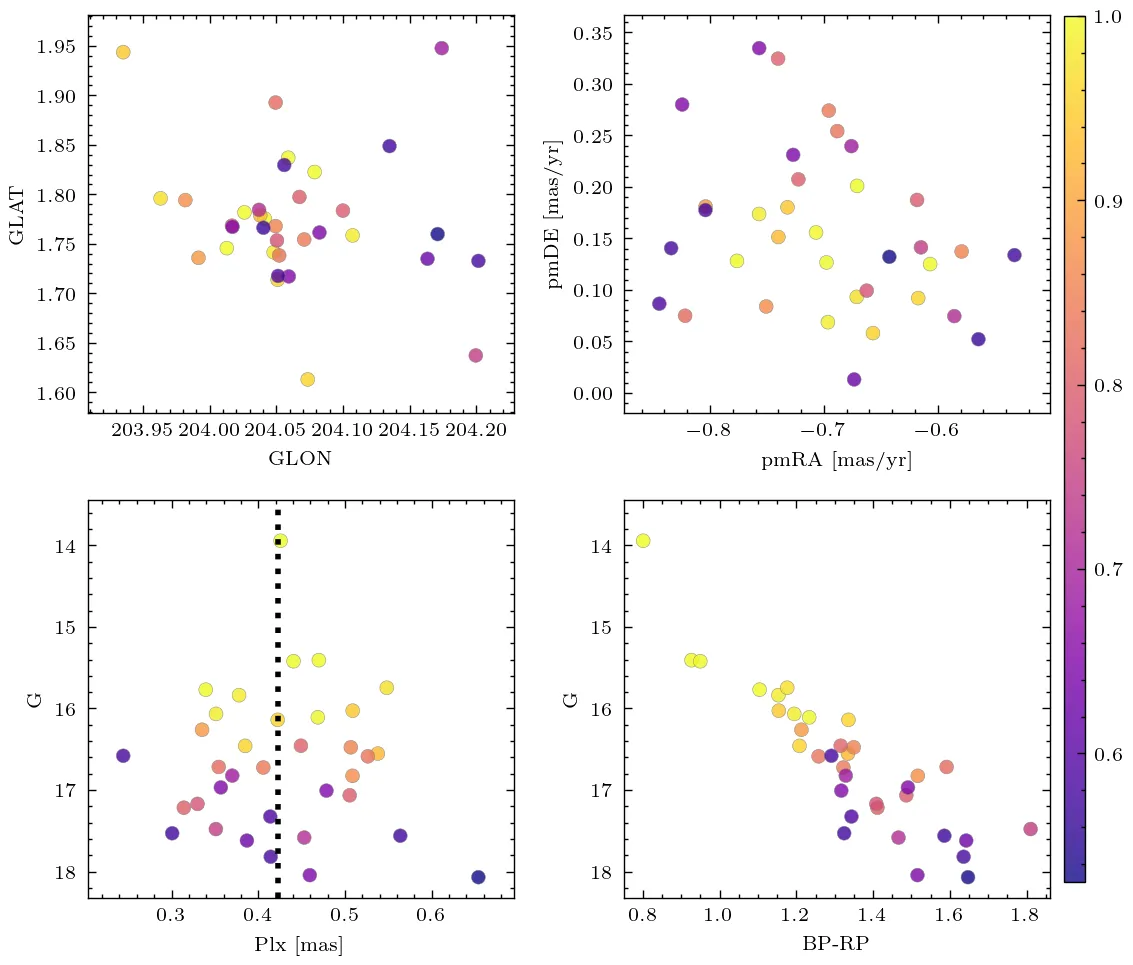 1.95
1.90
1.85
1.80
1.75
1.70
1.65
1.60
GLAT
203.95 204.00 204.05 204.10 204.15 204.20
GLON
0.35
0.30
0.25
0.20
0.15
0.10
0.05
0.00
pmDE [mas/yr]
−0.8 −0.7 −0.6
pmRA [mas/yr]
1.0
0.9
0.8
0.7
0.6
14
15
16
17
18
G
0.3 0.4 0.5 0.6
Plx [mas]
14
15
16
17
18
G
0.8 1.0 1.2 1.4 1.6 1.8
BP-RP